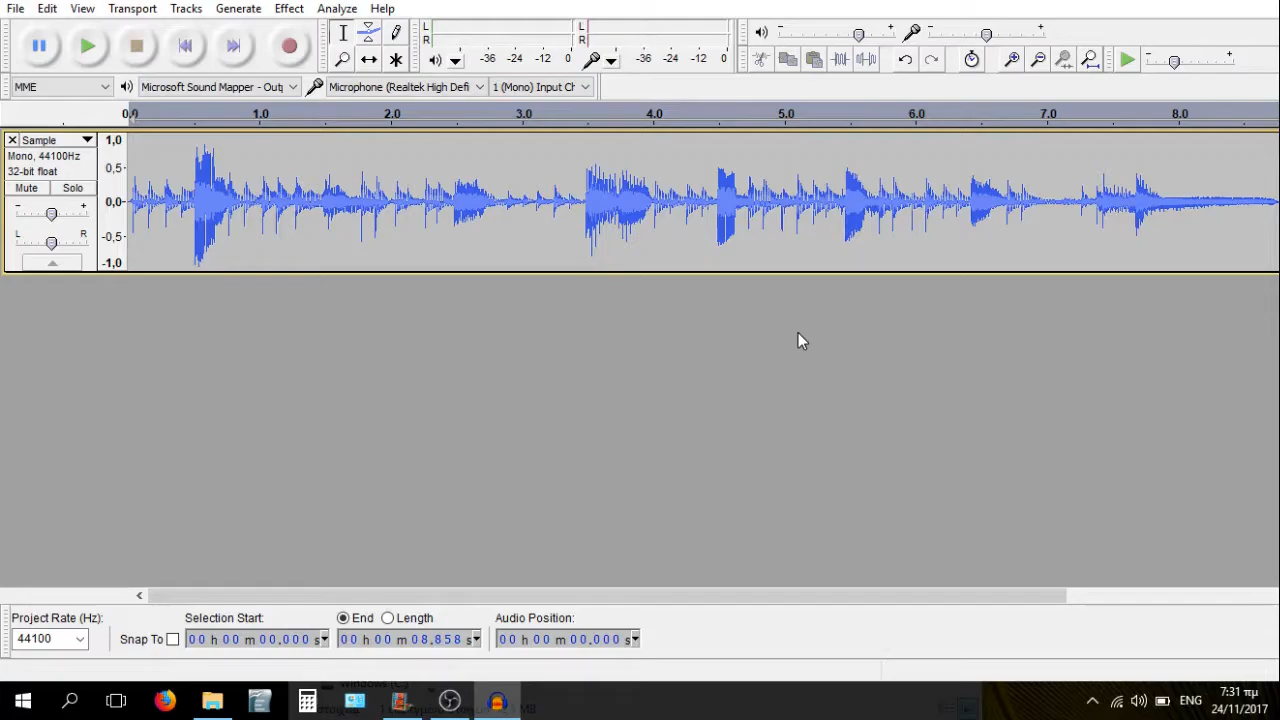 File Edit View Transport Tracks Generate Effect Analyze Help
L
R
-36 -24 -12 0
L
R
-36 -24 -12 0
- +
- +
- +
MME
Microsoft Sound Mapper - Outp
Microphone (Realtek High Defi
1 (Mono) Input Ch
0,0 1.0 2.0 3.0 4.0 5.0 6.0 7.0 8.0
Sample
Mono, 44100Hz
32-bit float
Mute Solo
- +
L R
1,0
0,5
0,0
-0,5
-1,0
Project Rate (Hz):
44100
Snap To
Selection Start:
00 h 00 m 00.000 s
End Length
00 h 00 m 08.858 s
Audio Position:
00 h 00 m 00.000 s
ENG
7:31 πμ
24/11/2017